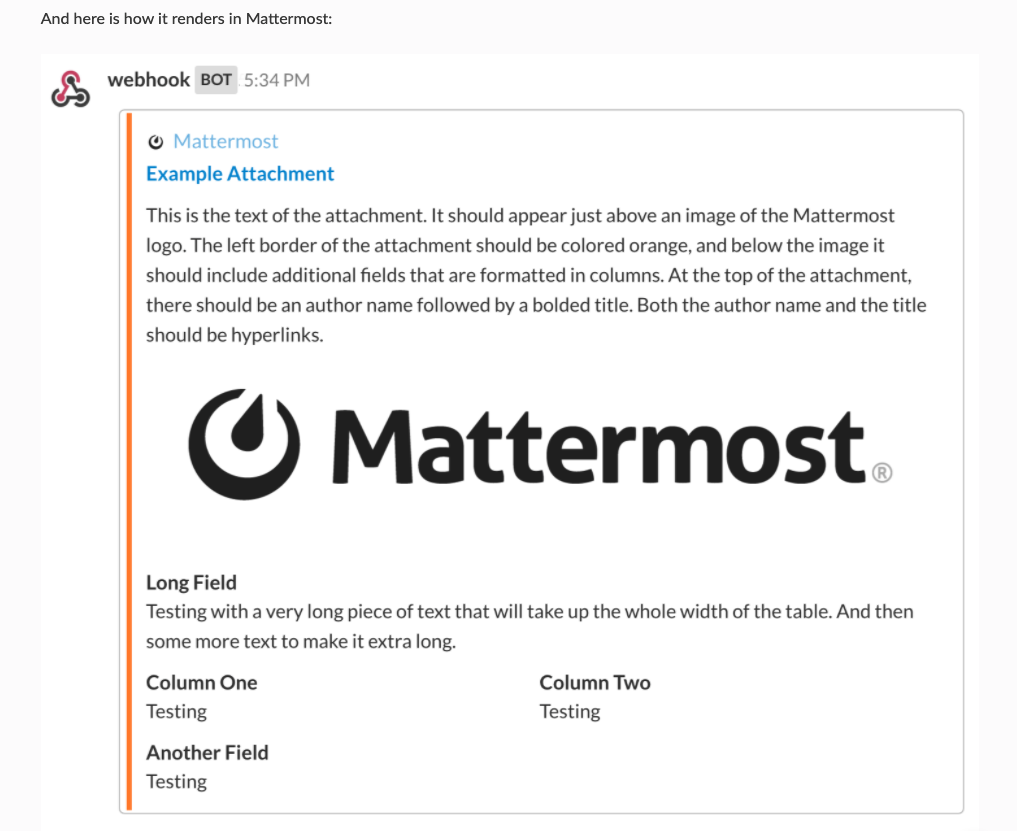 And here is how it renders in Mattermost:
webhook BOT 5:34 PM
Mattermost
Example Attachment
This is the text of the attachment. It should appear just above an image of the Mattermost
logo. The left border of the attachment should be colored orange, and below the image it
should include additional fields that are formatted in columns. At the top of the attachment,
there should be an author name followed by a bolded title. Both the author name and the title
should be hyperlinks.
Mattermost®
Long Field
Testing with a very long piece of text that will take up the whole width of the table. And then
some more text to make it extra long.
Column One Column Two
Testing Testing
Another Field
Testing